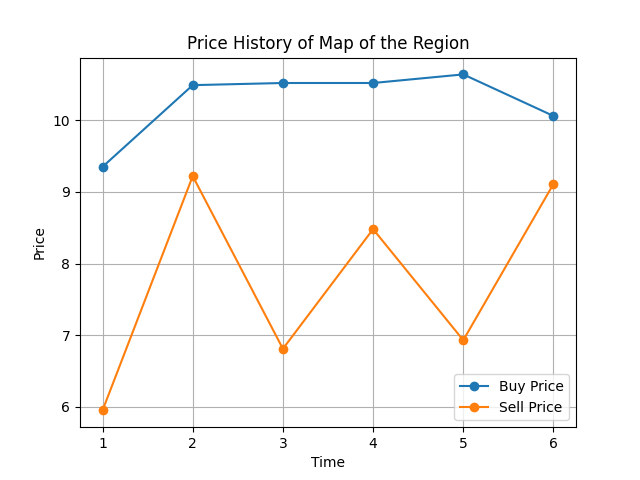 Price History of Map of the Region
Price
10
9
8
7
6
Buy Price
Sell Price
1 2 3 4 5 6
Time